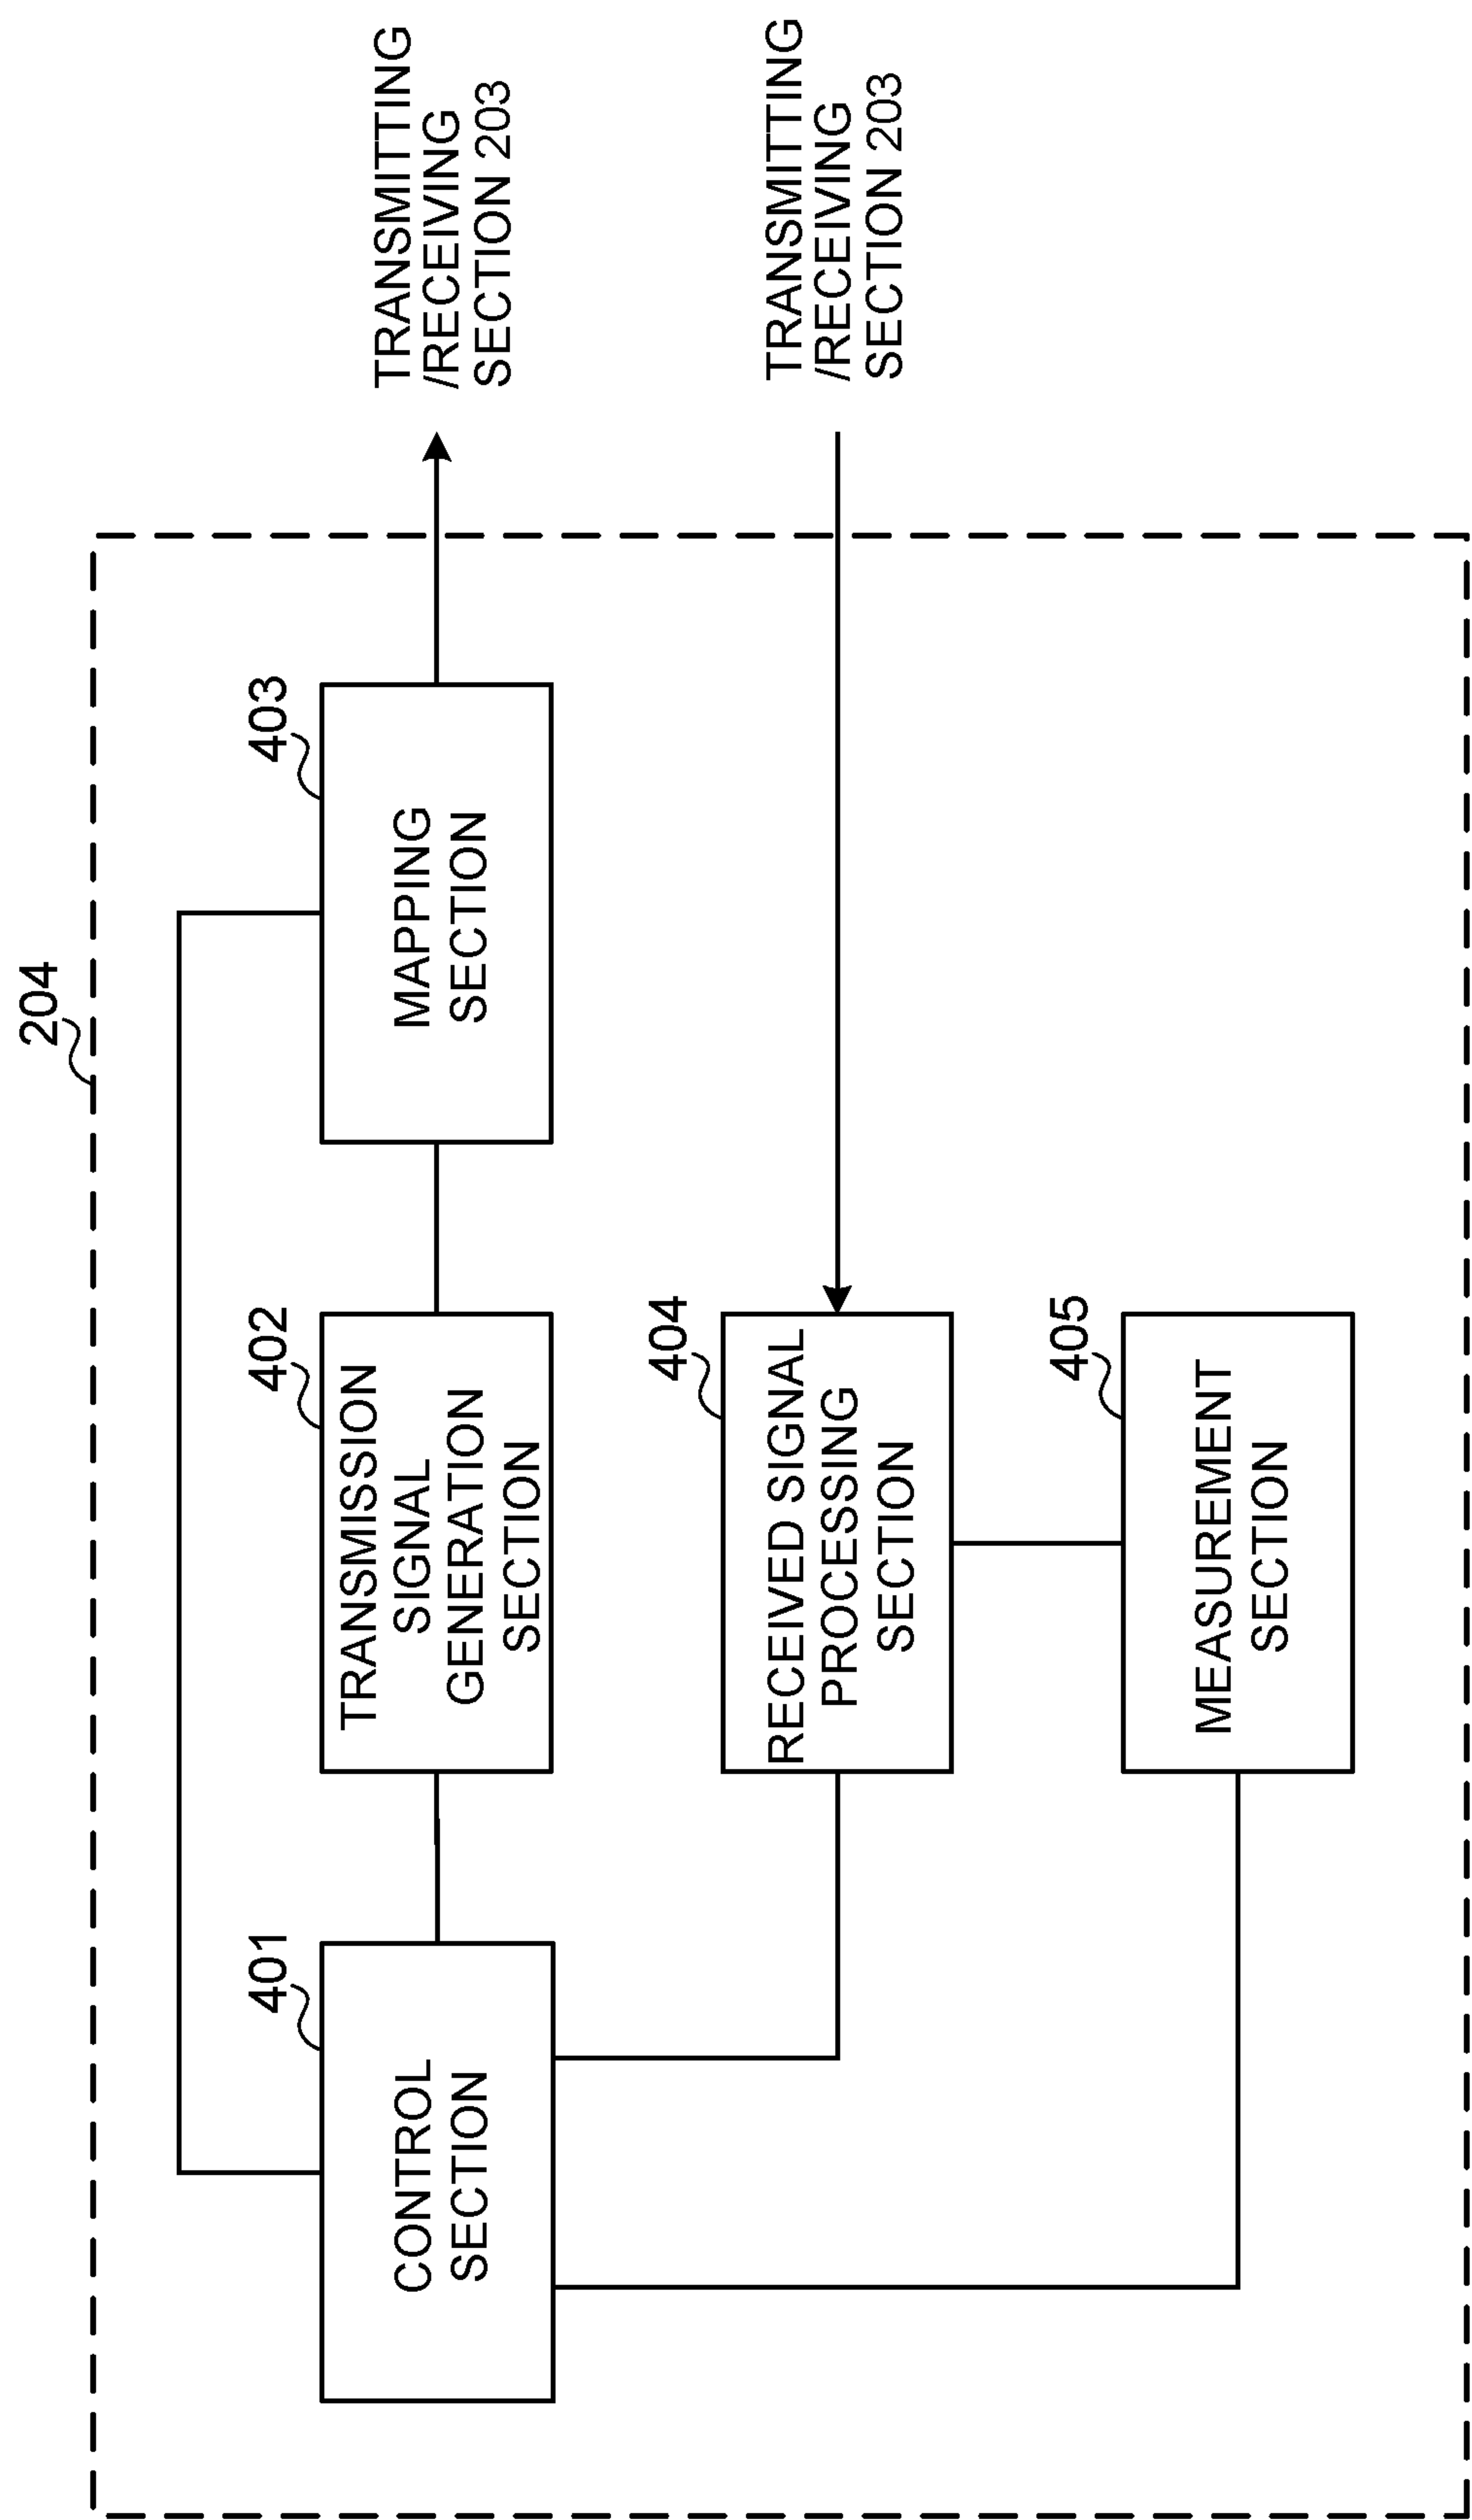 204
401
CONTROL
SECTION
402
TRANSMISSION
SIGNAL
GENERATION
SECTION
403
MAPPING
SECTION
TRANSMITTING
/RECEIVING
SECTION 203
404
RECEIVED SIGNAL
PROCESSING
SECTION
TRANSMITTING
/RECEIVING
SECTION 203
405
MEASUREMENT
SECTION